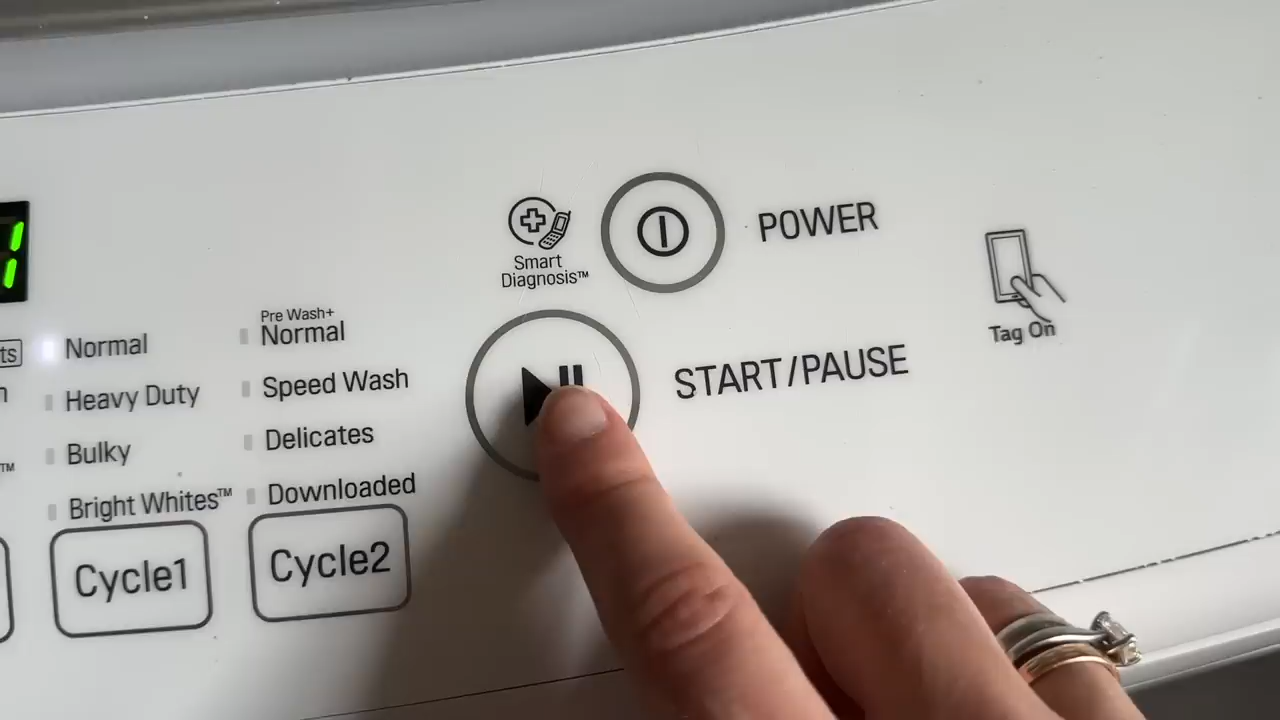 POWER
Smart
Diagnosis™
Tag On
START/PAUSE
ts
Normal
Heavy Duty
Bulky
Bright Whites™
Cycle1
Pre Wash+
Normal
Speed Wash
Delicates
Downloaded
Cycle2